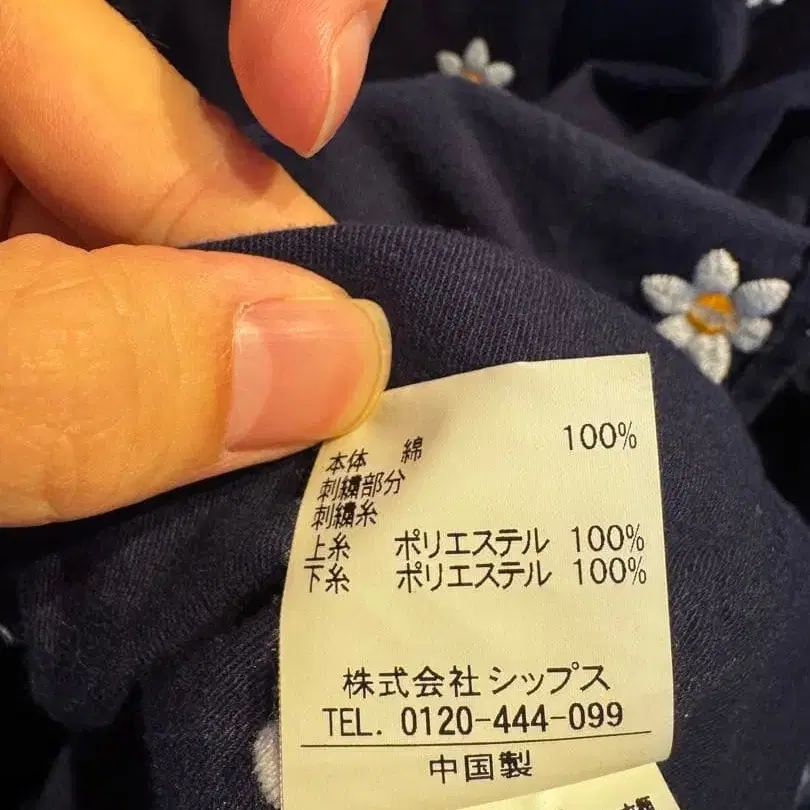 本体 綿 100%
刺繍部分
刺繍糸
上糸 ポリエステル 100%
下糸 ポリエステル 100%
株式会社 シップス
TEL. 0120-444-099
中国製